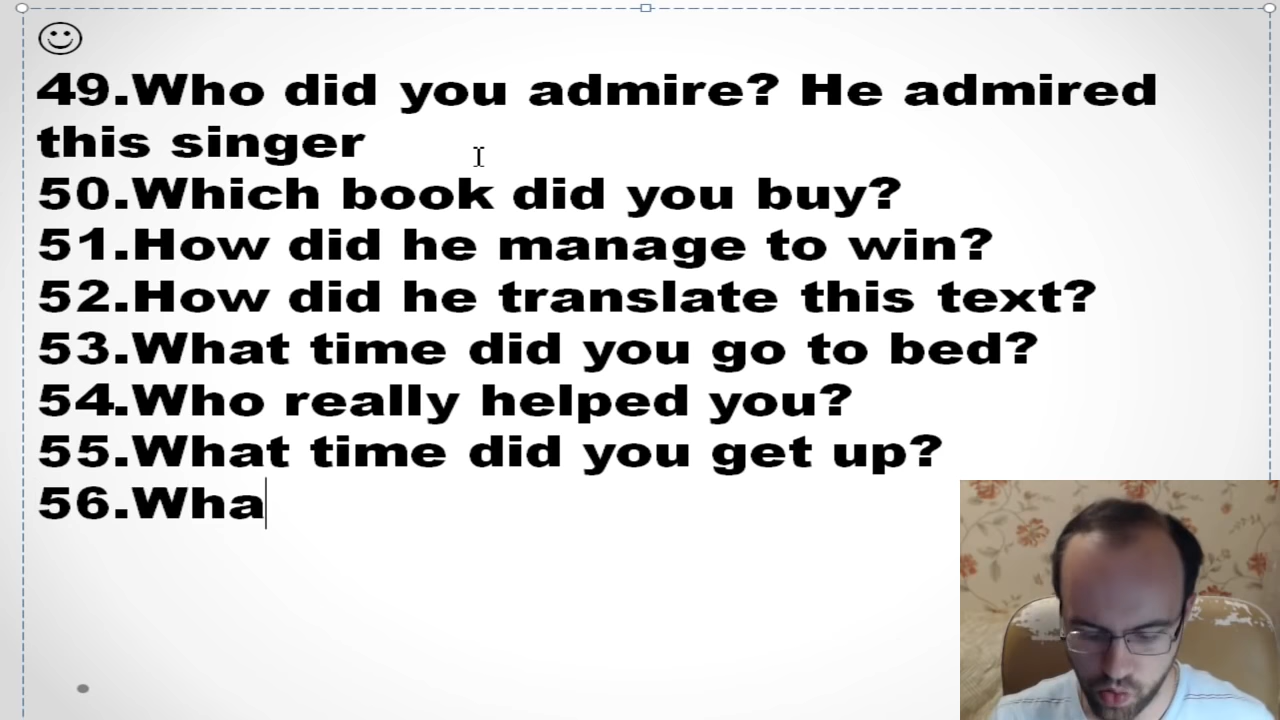 49.Who did you admire? He admired
this singer
50.Which book did you buy?
51.How did he manage to win?
52.How did he translate this text?
53.What time did you go to bed?
54.Who really helped you?
55.What time did you get up?
56.Wha